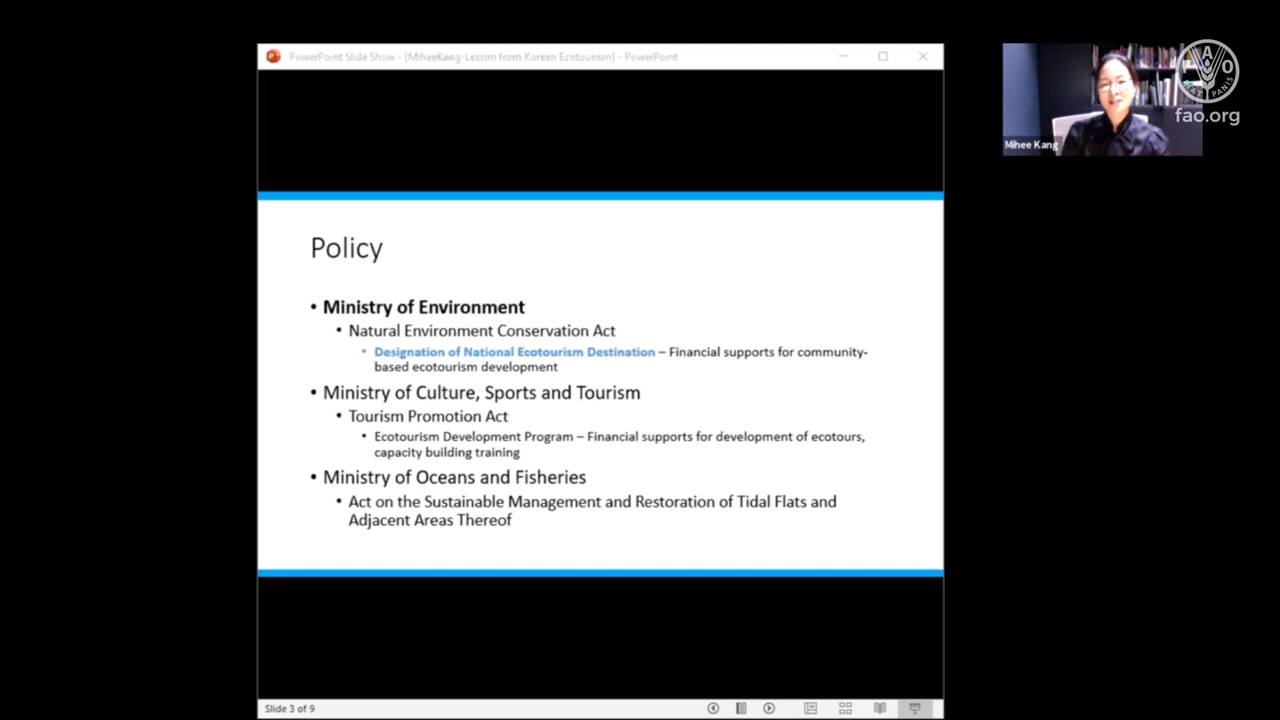 PowerPoint Slide Show - [MiheeKang-Lesson from Korean Ecotourism] - PowerPoint
FIAT PANIS
fao.org
Mihee Kang
Policy
• Ministry of Environment
• Natural Environment Conservation Act
• Designation of National Ecotourism Destination – Financial supports for community-
based ecotourism development
• Ministry of Culture, Sports and Tourism
• Tourism Promotion Act
• Ecotourism Development Program – Financial supports for development of ecotours,
capacity building training
• Ministry of Oceans and Fisheries
• Act on the Sustainable Management and Restoration of Tidal Flats and
Adjacent Areas Thereof
Slide 3 of 9